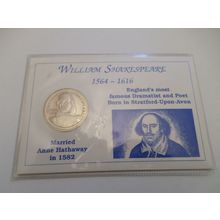 WILLIAM SHAKESPEARE
1564 - 1616
England's most
famous Dramatist and Poet
Born in Stratford-Upon-Avon
Married
Anne Hathaway
in 1582